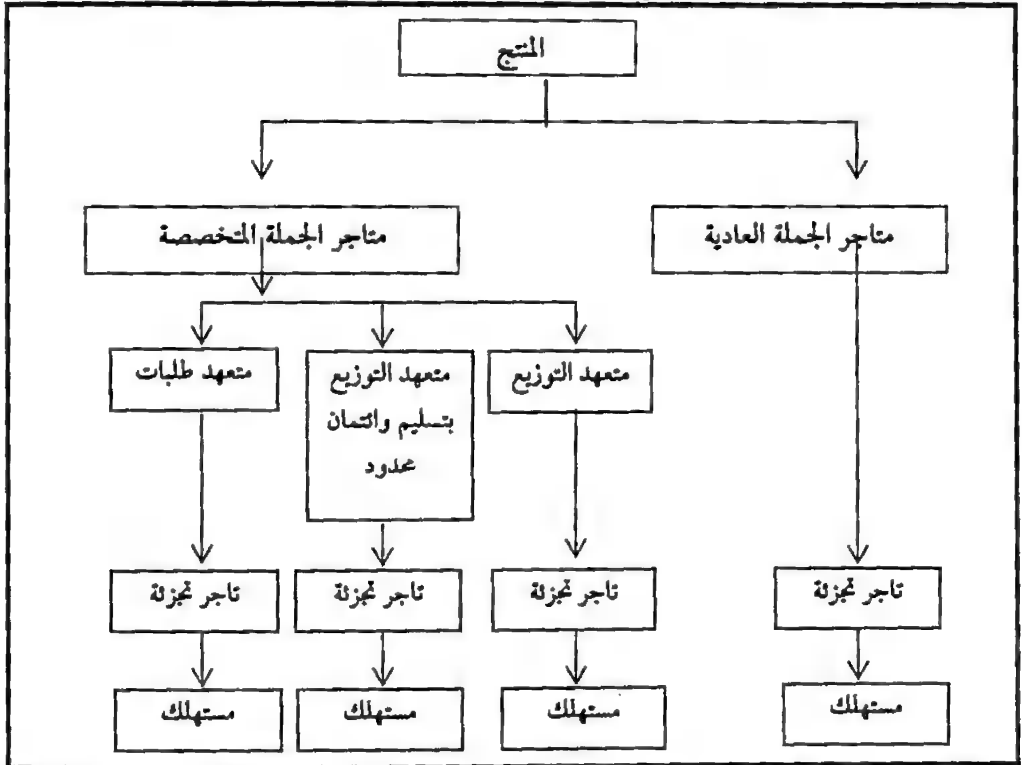 المنتج
متاجر الجملة العادية
متاجر الجملة المتخصصة
متعهد التوزيع
متعهد التوزيع
بتسليم وائتمان
محدود
متعهد طلبات
تاجر تجزئة
تاجر تجزئة
تاجر تجزئة
تاجر تجزئة
مستهلك
مستهلك
مستهلك
مستهلك